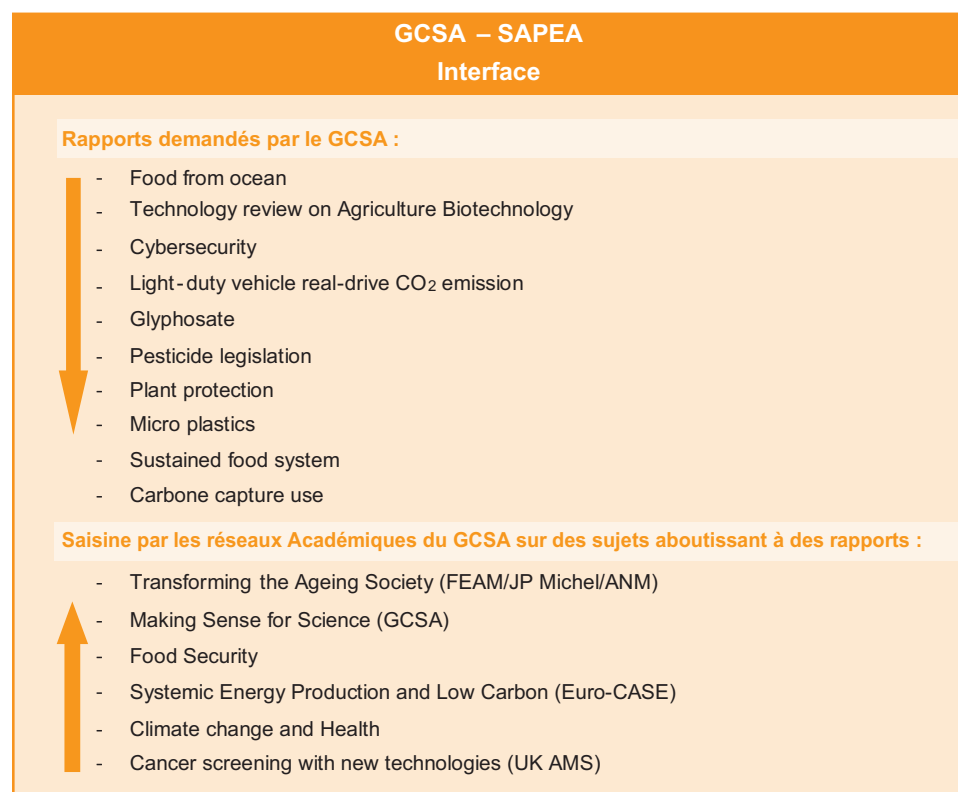 GCSA – SAPEA
Interface
Rapports demandés par le GCSA :
- Food from ocean
- Technology review on Agriculture Biotechnology
- Cybersecurity
- Light-duty vehicle real-drive CO2 emission
- Glyphosate
- Pesticide legislation
- Plant protection
- Micro plastics
- Sustained food system
- Carbone capture use
Saisine par les réseaux Académiques du GCSA sur des sujets aboutissant à des rapports :
- Transforming the Ageing Society (FEAM/JP Michel/ANM)
- Making Sense for Science (GCSA)
- Food Security
- Systemic Energy Production and Low Carbon (Euro-CASE)
- Climate change and Health
- Cancer screening with new technologies (UK AMS)